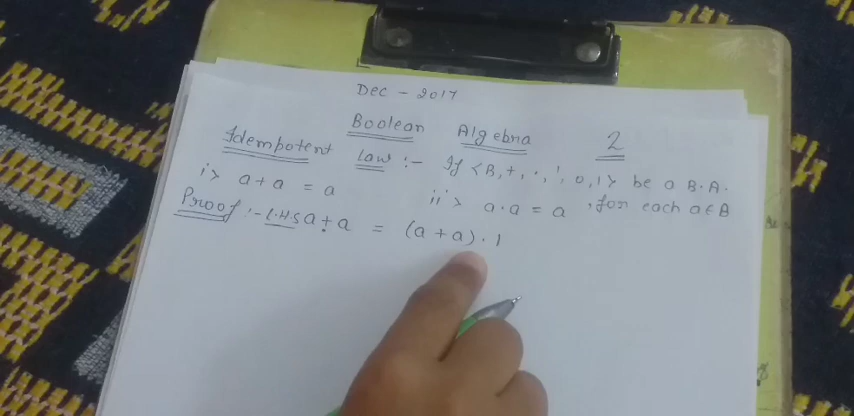 Dec - 2017
Boolean Algebra 2
Idempotent Law :- If <B, +, ·, ', 0, 1> be a B.A.
i> a+a = a ii> a·a = a , for each a∈B
Proof :- L.H.S a+a = (a+a)·1